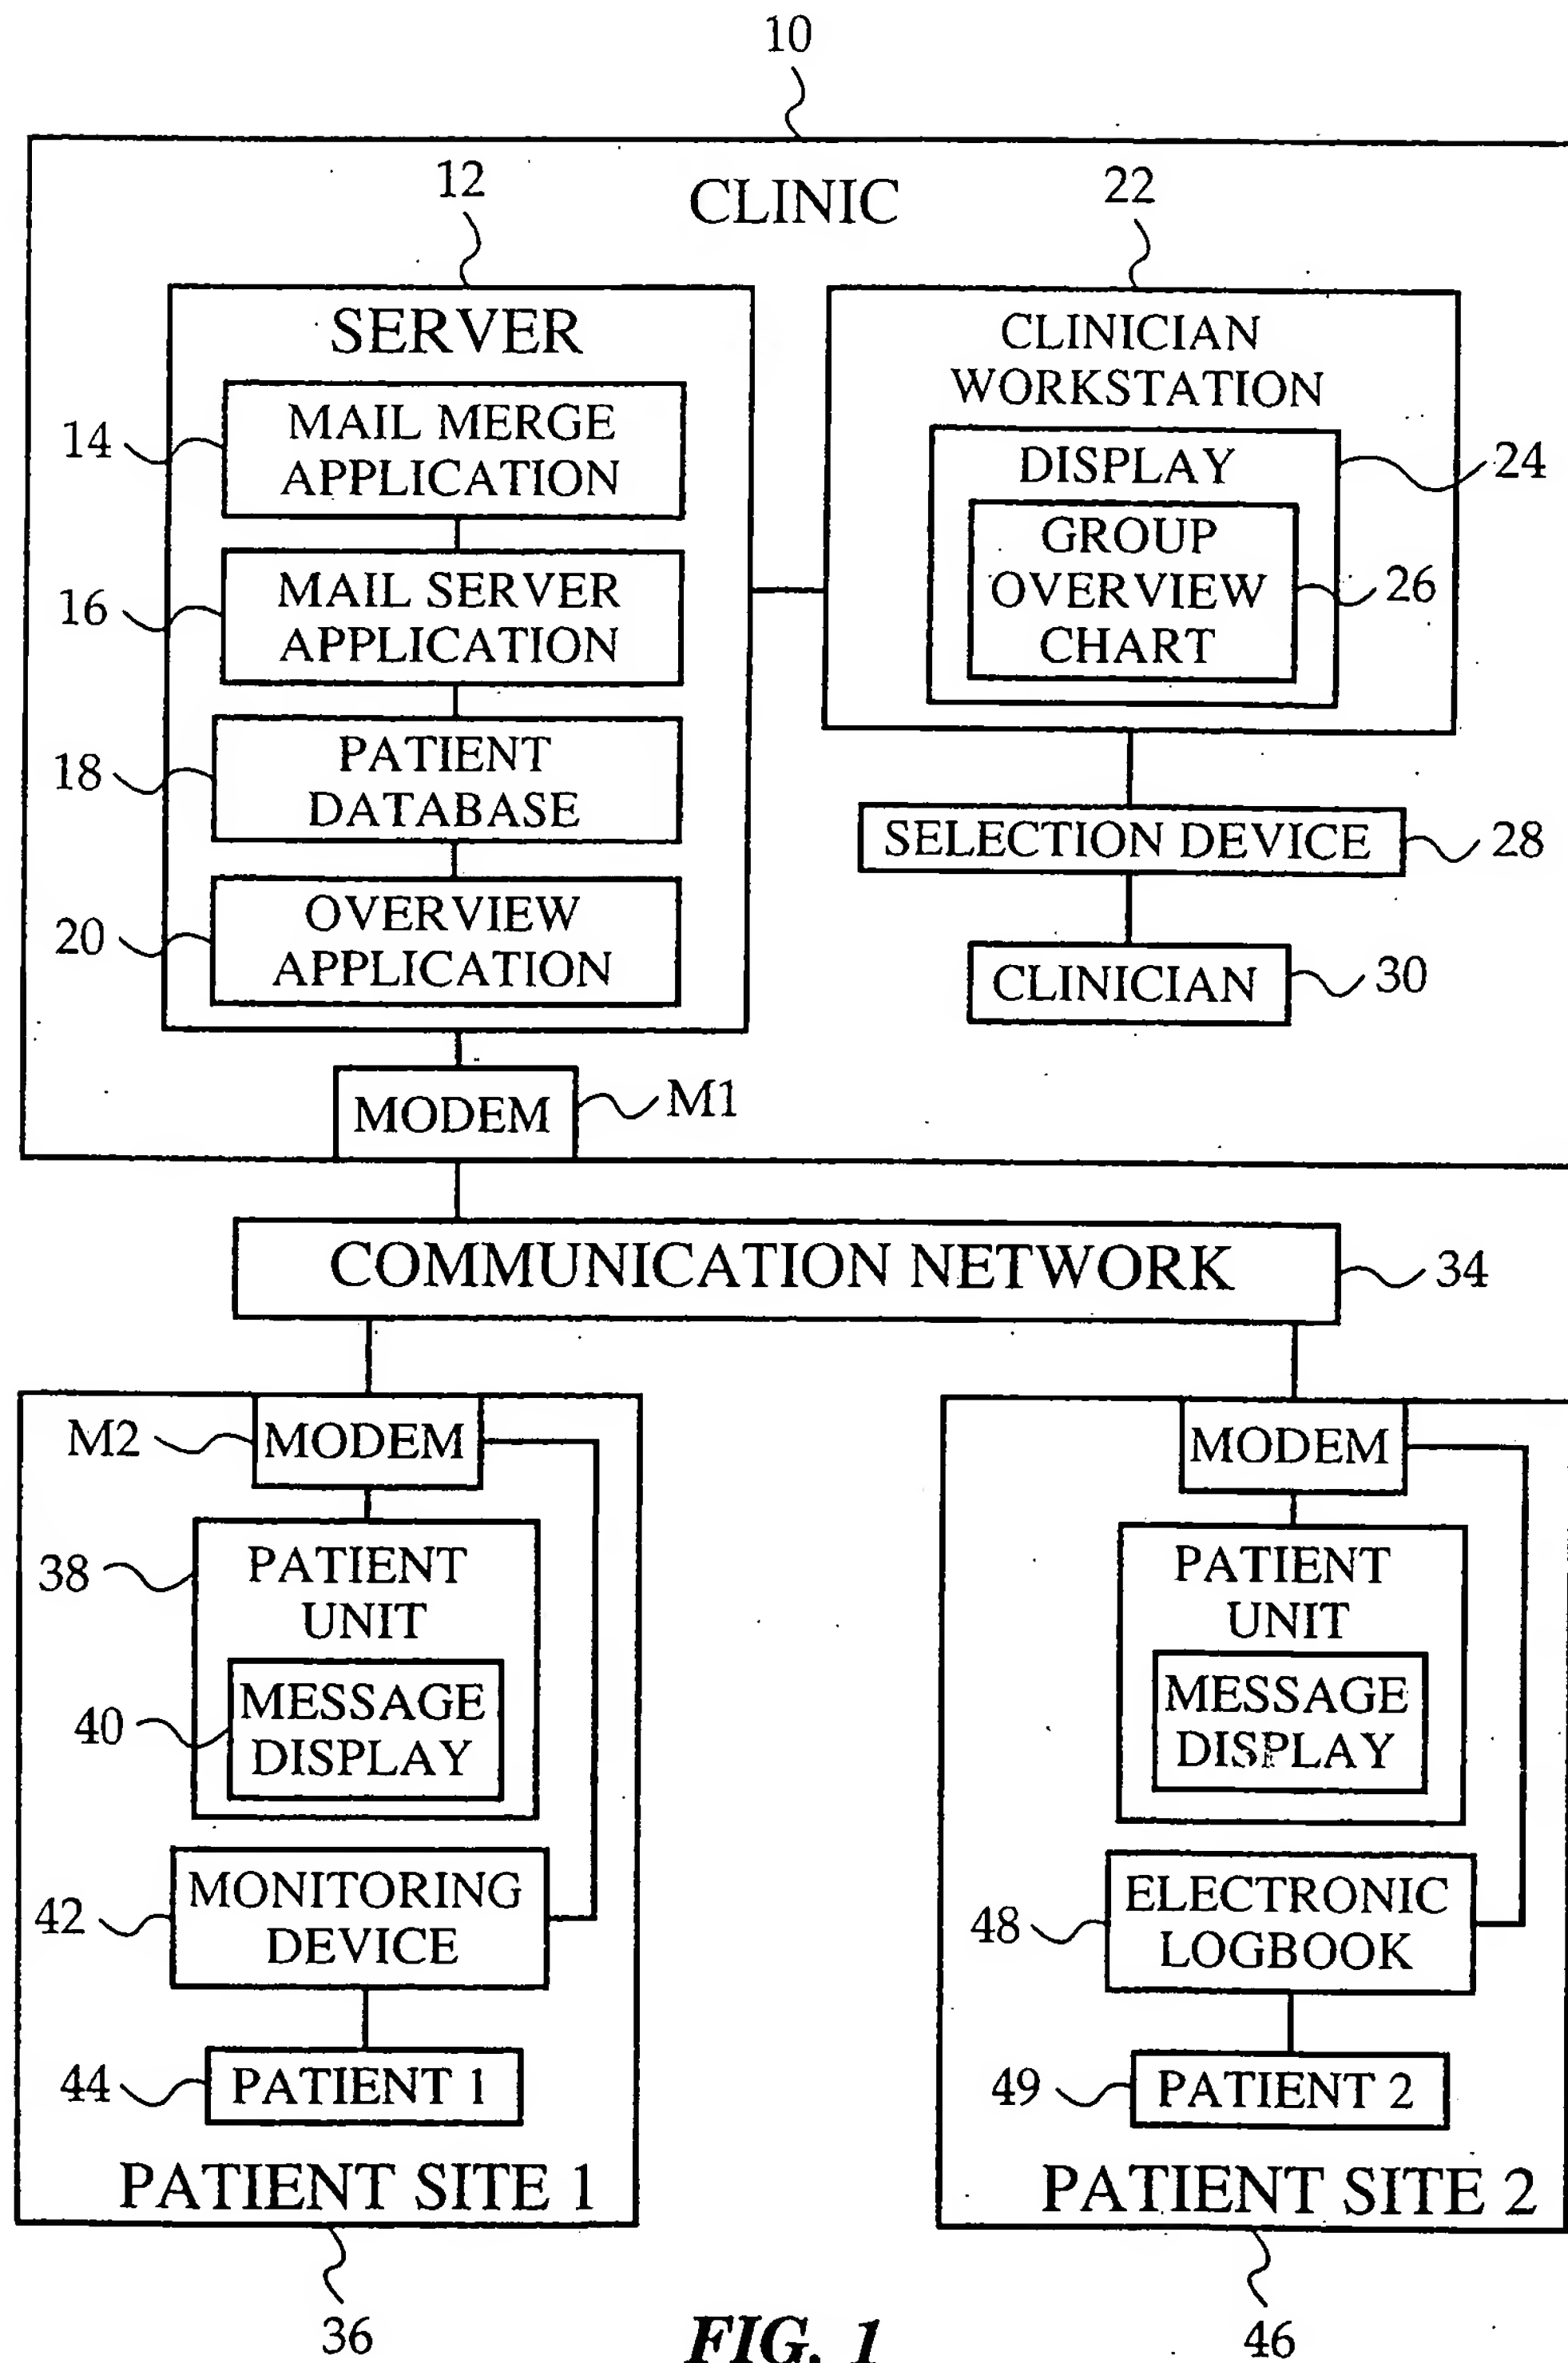 10
12
CLINIC
22
SERVER
CLINICIAN
WORKSTATION
14
MAIL MERGE
APPLICATION
DISPLAY
24
GROUP
OVERVIEW
CHART
26
16
MAIL SERVER
APPLICATION
18
PATIENT
DATABASE
SELECTION DEVICE
28
20
OVERVIEW
APPLICATION
CLINICIAN
30
MODEM
M1
COMMUNICATION NETWORK
34
M2
MODEM
MODEM
38
PATIENT
UNIT
PATIENT
UNIT
40
MESSAGE
DISPLAY
MESSAGE
DISPLAY
42
MONITORING
DEVICE
48
ELECTRONIC
LOGBOOK
44
PATIENT 1
49
PATIENT 2
PATIENT SITE 1
PATIENT SITE 2
36
46
FIG. 1